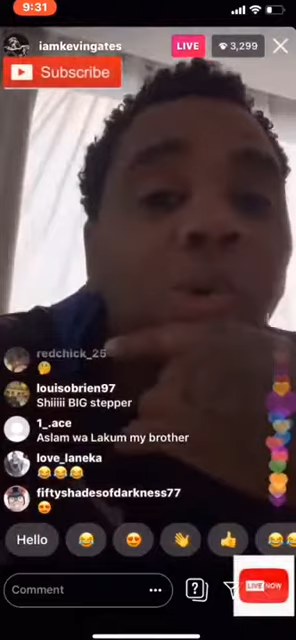 9:31
iamkevingates
LIVE
3,299
Subscribe
redchick_25
louisobrien97
Shiiiii BIG stepper
1_.ace
Aslam wa Lakum my brother
love_laneka
😂😂😂
fiftyshadesofdarkness77
😍
Hello
Comment
LIVE NOW